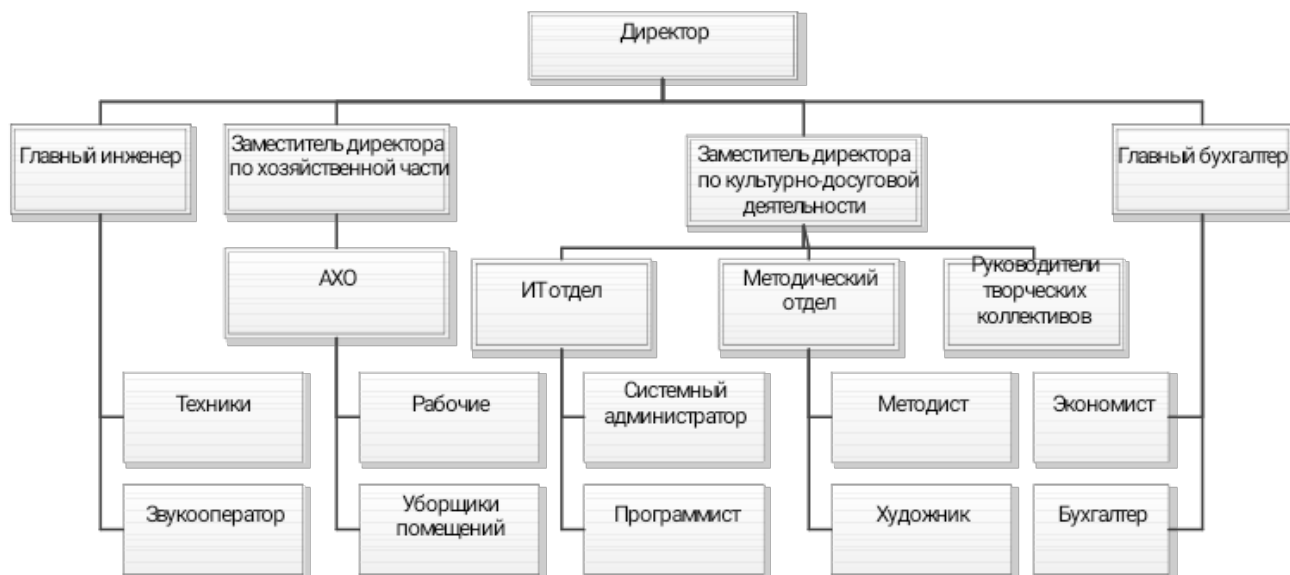 Директор
Главный инженер
Заместитель директора
по хозяйственной части
Заместитель директора
по культурно-досуговой
деятельности
Главный бухгалтер
АХО
ИТ отдел
Методический
отдел
Руководители
творческих
коллективов
Техники
Рабочие
Системный
администратор
Методист
Экономист
Звукооператор
Уборщики
помещений
Программист
Художник
Бухгалтер